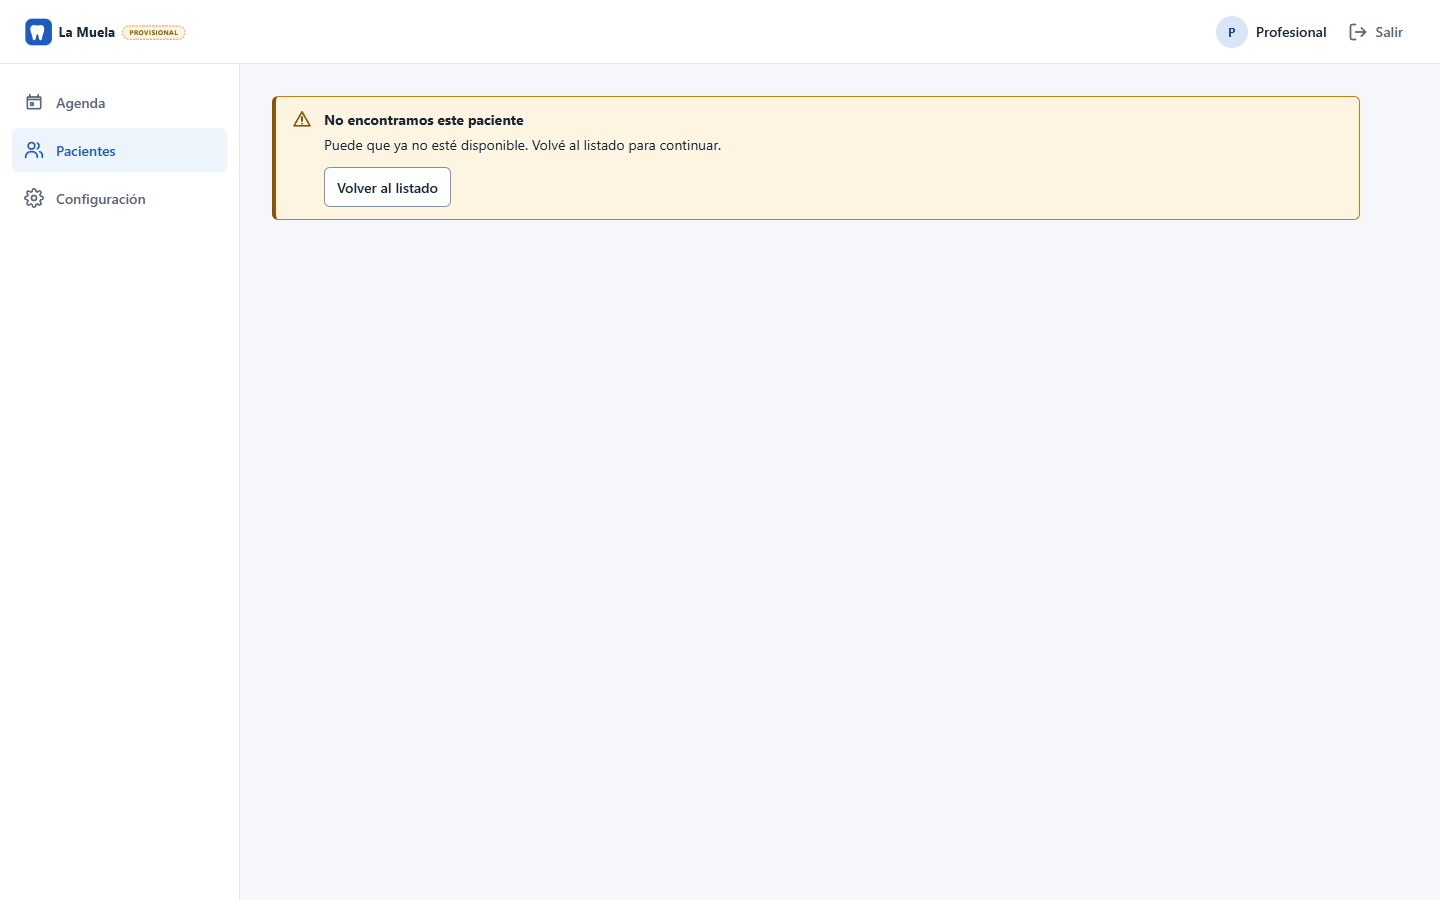 La Muela
PROVISIONAL
P
Profesional
Salir
Agenda
Pacientes
Configuración
No encontramos este paciente
Puede que ya no esté disponible. Volvé al listado para continuar.
Volver al listado